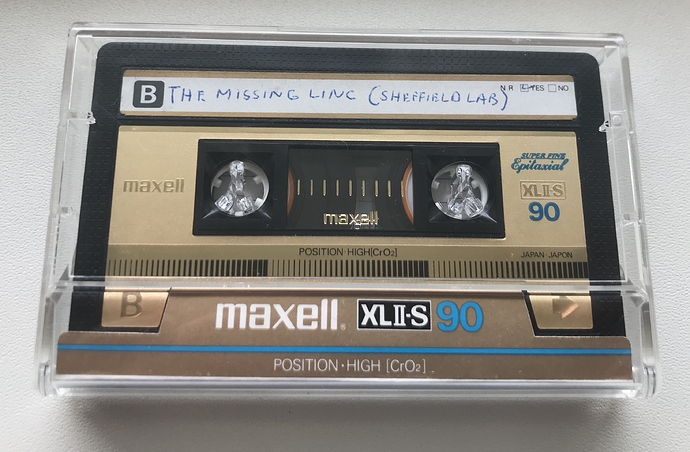 B THE MISSING LINC (SHEFFIELD LAB) N R YES NO
SUPER FINE
Epitaxial
maxell
XLII-S
90
maxell
POSITION·HIGH[CrO₂]
JAPAN·JAPON
B
maxell XLII-S 90
POSITION·HIGH [CrO₂]